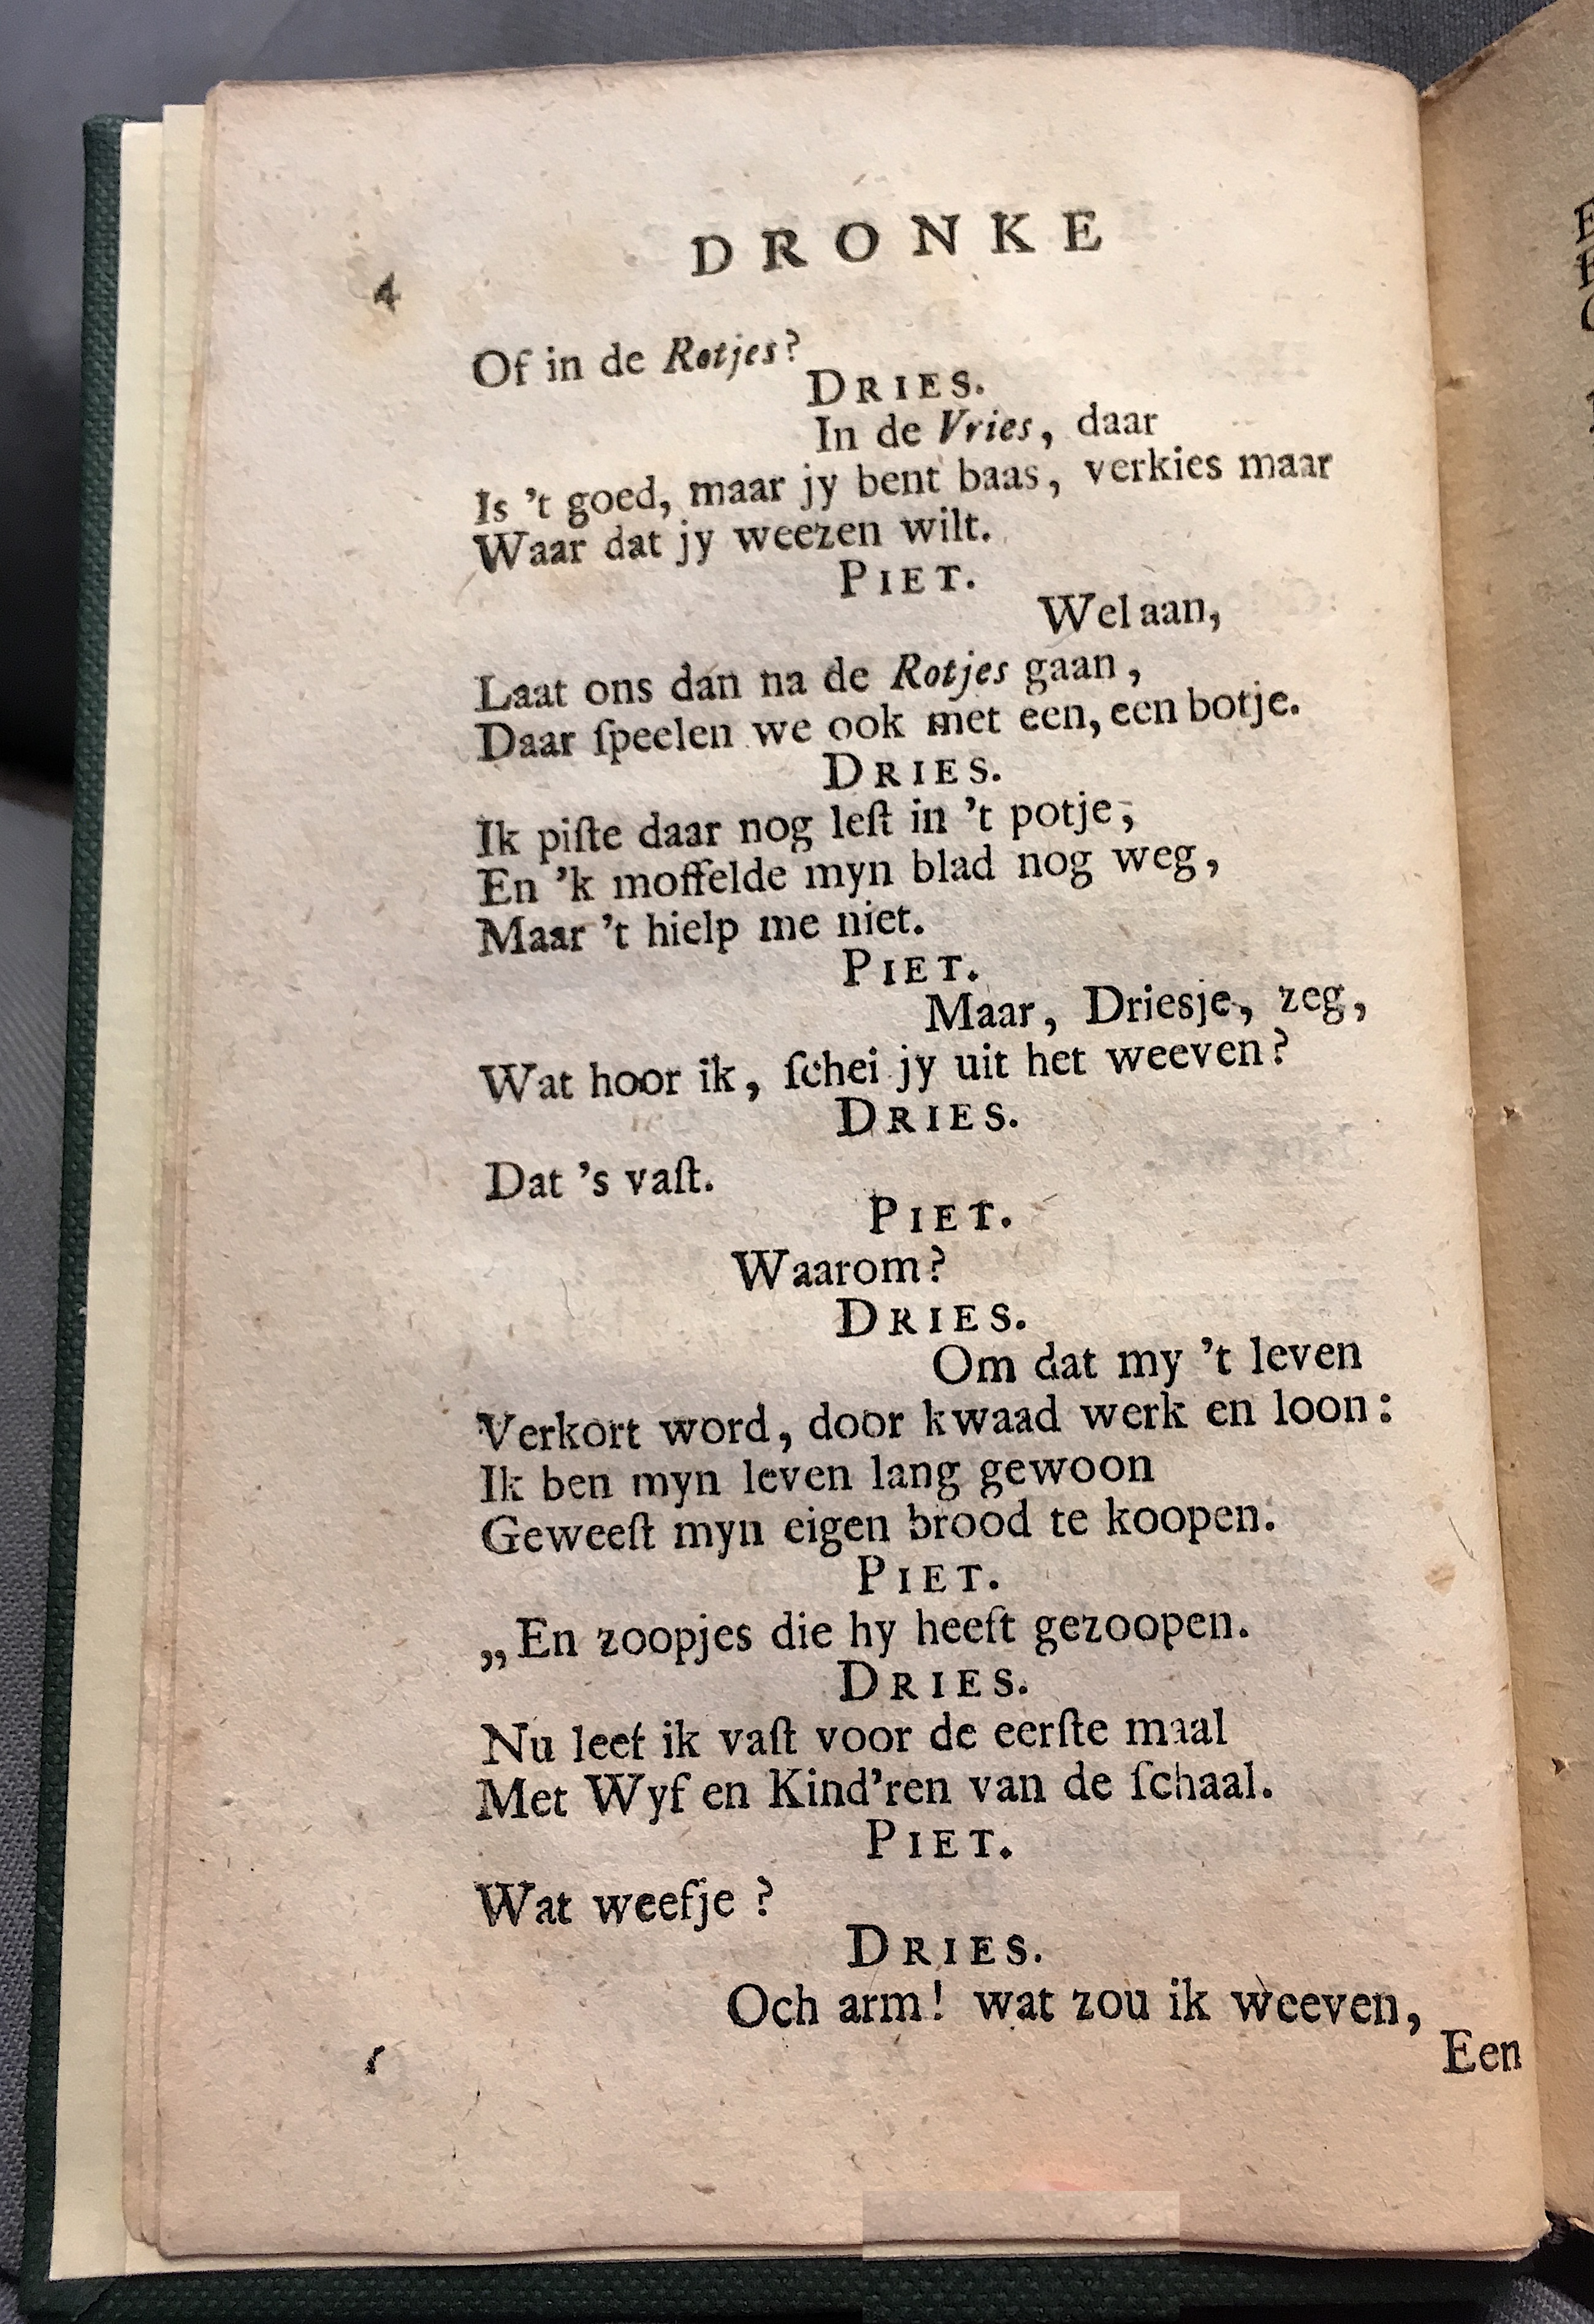 DRONKE
4
Of in de Rotjes?
DRIES.
In de Vries, daar
Is 't goed, maar jy bent baas, verkies maar
Waar dat jy weezen wilt.
PIET.
Wel aan,
Laat ons dan na de Rotjes gaan,
Daar ſpeelen we ook met een, een botje.
DRIES.
Ik piſte daar nog leſt in 't potje,
En 'k moffelde myn blad nog weg,
Maar 't hielp me niet.
PIET.
Maar, Driesje, zeg,
Wat hoor ik, ſchei jy uit het weeven?
DRIES.
Dat 's vaſt.
PIET.
Waarom?
DRIES.
Om dat my 't leven
Verkort word, door kwaad werk en loon:
Ik ben myn leven lang gewoon
Geweeſt myn eigen brood te koopen.
PIET.
„En zoopjes die hy heeft gezoopen.
DRIES.
Nu leef ik vaſt voor de eerſte maal
Met Wyf en Kind'ren van de ſchaal.
PIET.
Wat weefje ?
DRIES.
Och arm! wat zou ik weeven,
Een